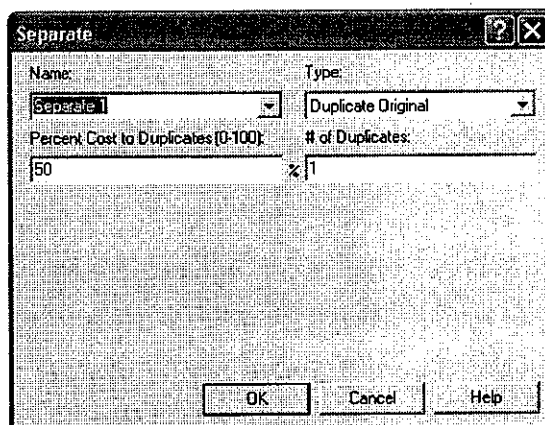 Separate
Name: Type:
Separate 1 Duplicate Original
Percent Cost to Duplicates (0-100): # of Duplicates:
50 % 1
OK Cancel Help